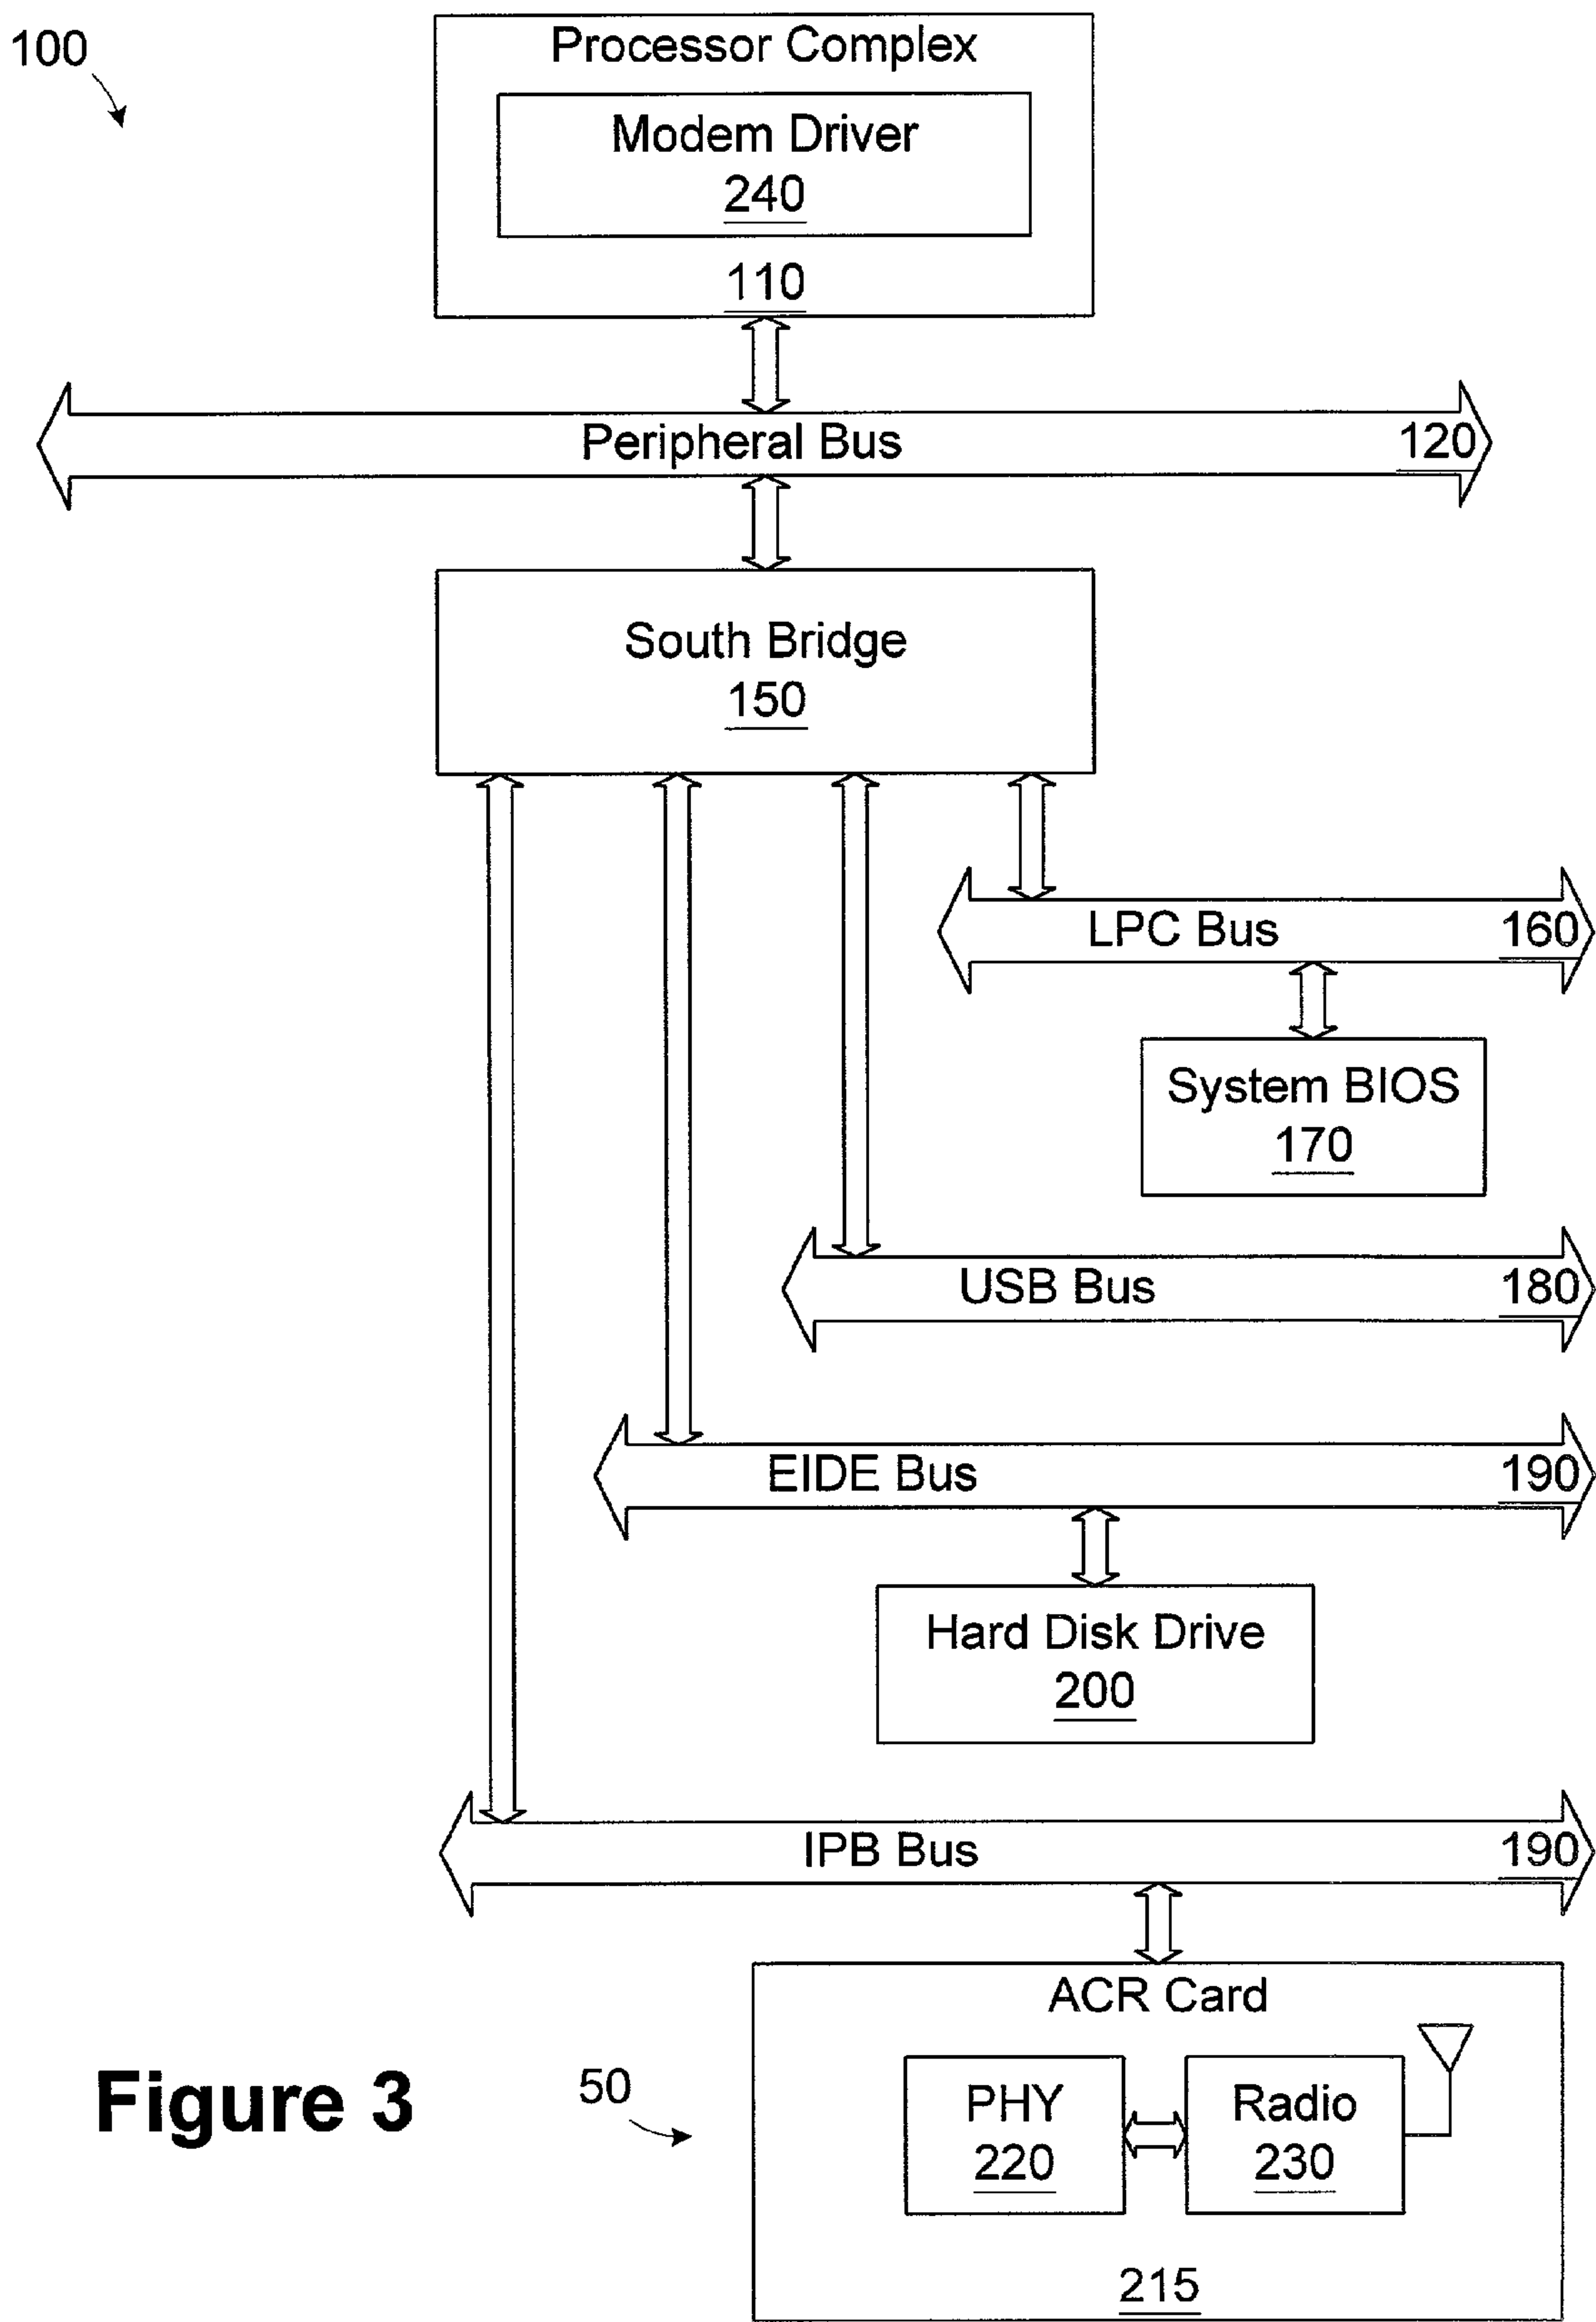 100
Processor Complex
Modem Driver
240
110
Peripheral Bus 120
South Bridge
150
LPC Bus 160
System BIOS
170
USB Bus 180
EIDE Bus 190
Hard Disk Drive
200
IPB Bus 190
ACR Card
Figure 3
50
PHY
220
Radio
230
215